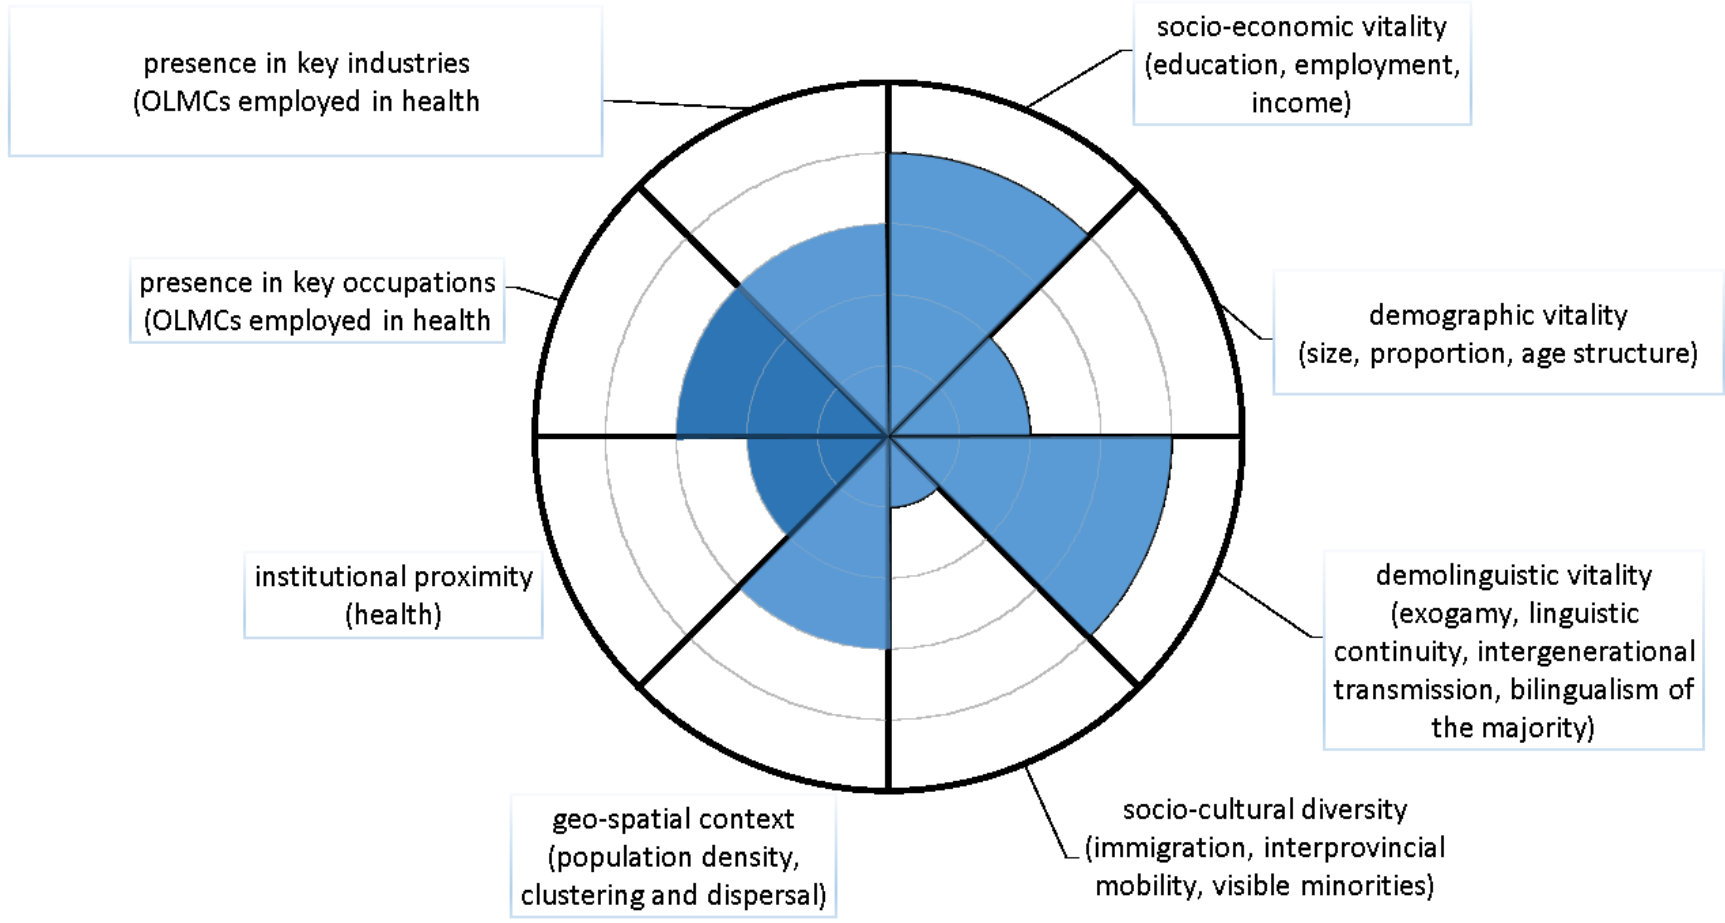 presence in key industries
(OLMCs employed in health
socio-economic vitality
(education, employment,
income)
presence in key occupations
(OLMCs employed in health
demographic vitality
(size, proportion, age structure)
institutional proximity
(health)
demolinguistic vitality
(exogamy, linguistic
continuity, intergenerational
transmission, bilingualism of
the majority)
geo-spatial context
(population density,
clustering and dispersal)
socio-cultural diversity
(immigration, interprovincial
mobility, visible minorities)